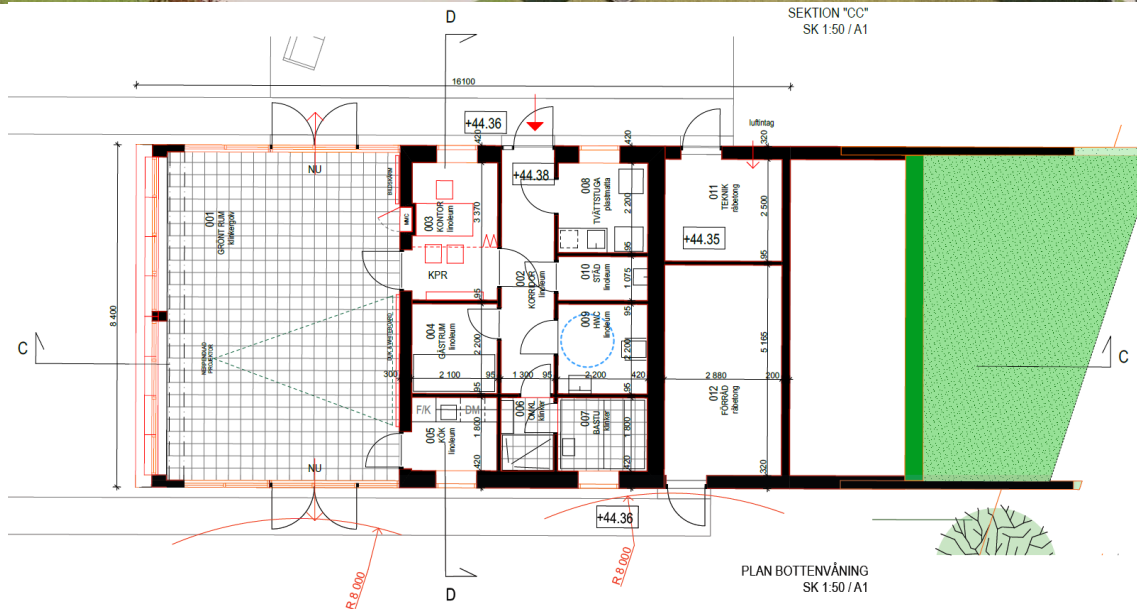 SEKTION "CC"
SK 1:50 / A1
D
16100
+44.36
420
luftintag
320
NU
+44.38
001
GRÖNT RUM
klinkergolv
003
KONTOR
linoleum
3 370
008
TVÄTTSTUGA
plastmatta
2 200
95
011
TEKNIK
råbetong
2 500
95
+44.35
KPR
002
KORRIDOR
linoleum
010
STÄD
linoleum
1 075
95
8 400
004
GÄSTRUM
linoleum
2 200
95
009
HWC
linoleum
2 200
95
5 165
C
C
300
2 100
95
1 300
95
2 200
420
2 880
200
012
FÖRRÅD
råbetong
F/K
DM
005
KÖK
linoleum
1 800
420
006
OMKL
klinker
007
BASTU
klinker
1 800
420
320
NU
+44.36
R 8 000
R 8 000
PLAN BOTTENVÅNING
SK 1:50 / A1
D